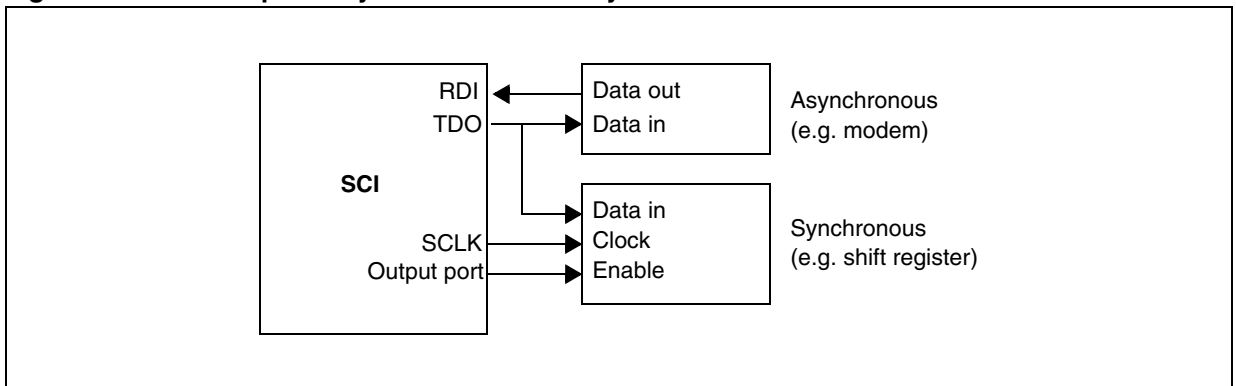 RDI
TDO
SCI
SCLK
Output port
Data out
Data in
Asynchronous
(e.g. modem)
Data in
Clock
Enable
Synchronous
(e.g. shift register)